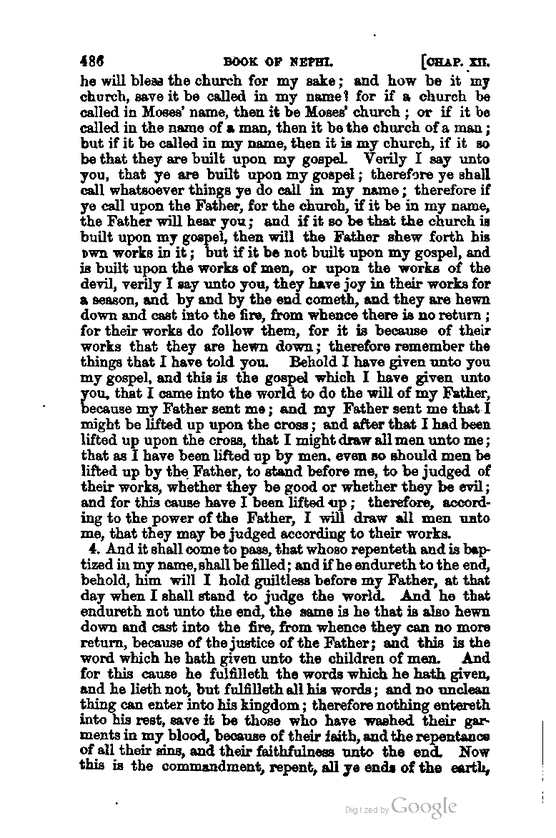 486 BOOK OF NEPHI. [CHAP. XII.
he will bless the church for my sake; and how be it my
church, save it be called in my name? for if a church be
called in Moses' name, then it be Moses' church; or if it be
called in the name of a man, then it be the church of a man;
but if it be called in my name, then it is my church, if it so
be that they are built upon my gospel. Verily I say unto
you, that ye are built upon my gospel; therefore ye shall
call whatsoever things ye do call in my name; therefore if
ye call upon the Father, for the church, if it be in my name,
the Father will hear you; and if it so be that the church is
built upon my gospel, then will the Father shew forth his
own works in it; but if it be not built upon my gospel, and
is built upon the works of men, or upon the works of the
devil, verily I say unto you, they have joy in their works for
a season, and by and by the end cometh, and they are hewn
down and cast into the fire, from whence there is no return;
for their works do follow them, for it is because of their
works that they are hewn down; therefore remember the
things that I have told you. Behold I have given unto you
my gospel, and this is the gospel which I have given unto
you, that I came into the world to do the will of my Father,
because my Father sent me; and my Father sent me that I
might be lifted up upon the cross; and after that I had been
lifted up upon the cross, that I might draw all men unto me;
that as I have been lifted up by men, even so should men be
lifted up by the Father, to stand before me, to be judged of
their works, whether they be good or whether they be evil;
and for this cause have I been lifted up; therefore, accord-
ing to the power of the Father, I will draw all men unto
me, that they may be judged according to their works.
4. And it shall come to pass, that whoso repenteth and is bap-
tized in my name, shall be filled; and if he endureth to the end,
behold, him will I hold guiltless before my Father, at that
day when I shall stand to judge the world. And he that
endureth not unto the end, the same is he that is also hewn
down and cast into the fire, from whence they can no more
return, because of the justice of the Father; and this is the
word which he hath given unto the children of men. And
for this cause he fulfilleth the words which he hath given,
and he lieth not, but fulfilleth all his words; and no unclean
thing can enter into his kingdom; therefore nothing entereth
into his rest, save it be those who have washed their gar-
ments in my blood, because of their faith, and the repentance
of all their sins, and their faithfulness unto the end. Now
this is the commandment, repent, all ye ends of the earth,
Digitized by Google